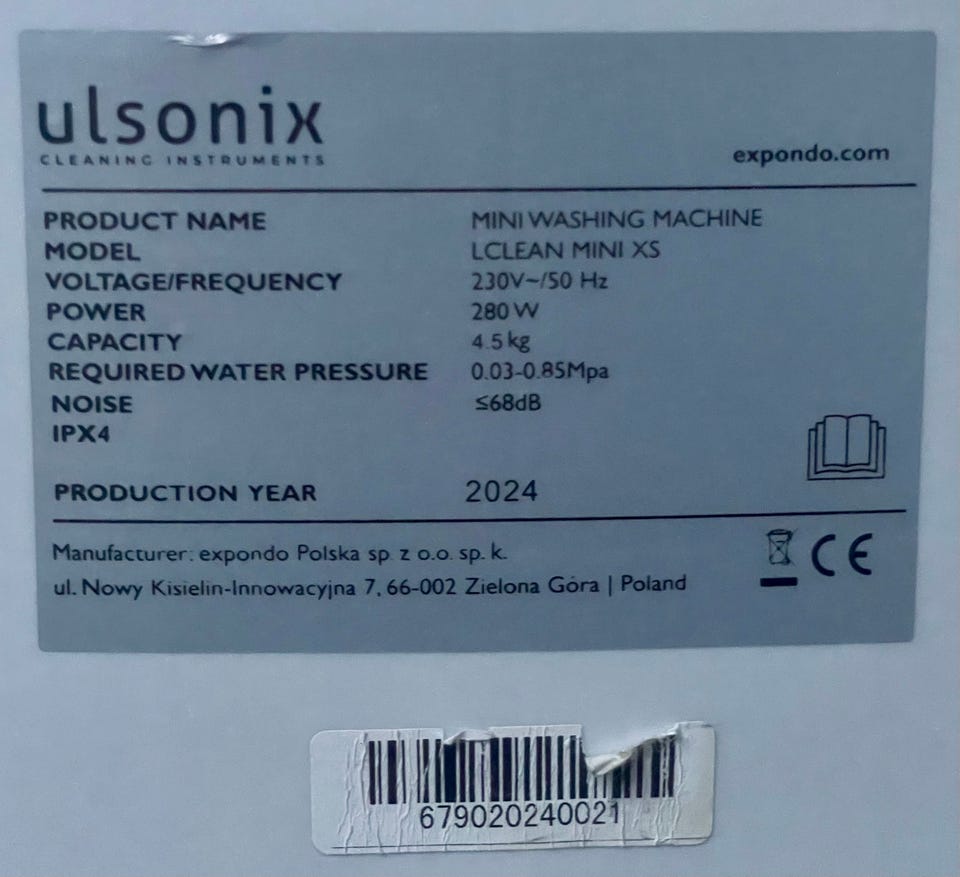 ulsonix
CLEANING INSTRUMENTS
expondo.com
PRODUCT NAME MINI WASHING MACHINE
MODEL LCLEAN MINI XS
VOLTAGE/FREQUENCY 230V~/50 Hz
POWER 280 W
CAPACITY 4.5 kg
REQUIRED WATER PRESSURE 0.03-0.85Mpa
NOISE ≤68dB
IPX4
PRODUCTION YEAR 2024
Manufacturer: expondo Polska sp. z o.o. sp. k.
ul. Nowy Kisielin-Innowacyjna 7, 66-002 Zielona Góra | Poland
CE
679020240021